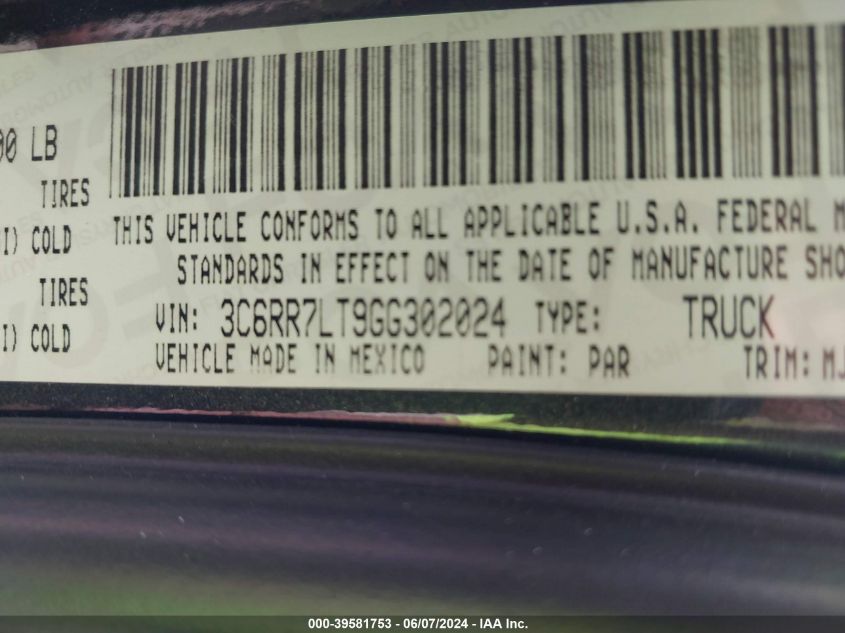 00 LB
TIRES
I) COLD
TIRES
I) COLD
THIS VEHICLE CONFORMS TO ALL APPLICABLE U.S.A. FEDERAL M
STANDARDS IN EFFECT ON THE DATE OF MANUFACTURE SHO
VIN: 3C6RR7LT9GG302024 TYPE: TRUCK
VEHICLE MADE IN MEXICO PAINT: PAR TRIM: MJ
000-39581753 - 06/07/2024 - IAA Inc.